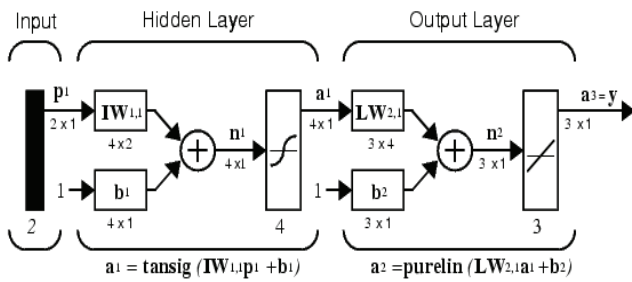 Input Hidden Layer Output Layer
p1 a1 a3 = y
IW1,1 LW2,1
2 x 1 n1 4 x 1 n2 3 x 1
4 x 2 4 x 1 3 x 4 3 x 1
1 b1 1 b2
2 4 x 1 4 3 x 1 3
a1 = tansig (IW1,1p1 +b1) a2 =purelin (LW2,1a1+b2)